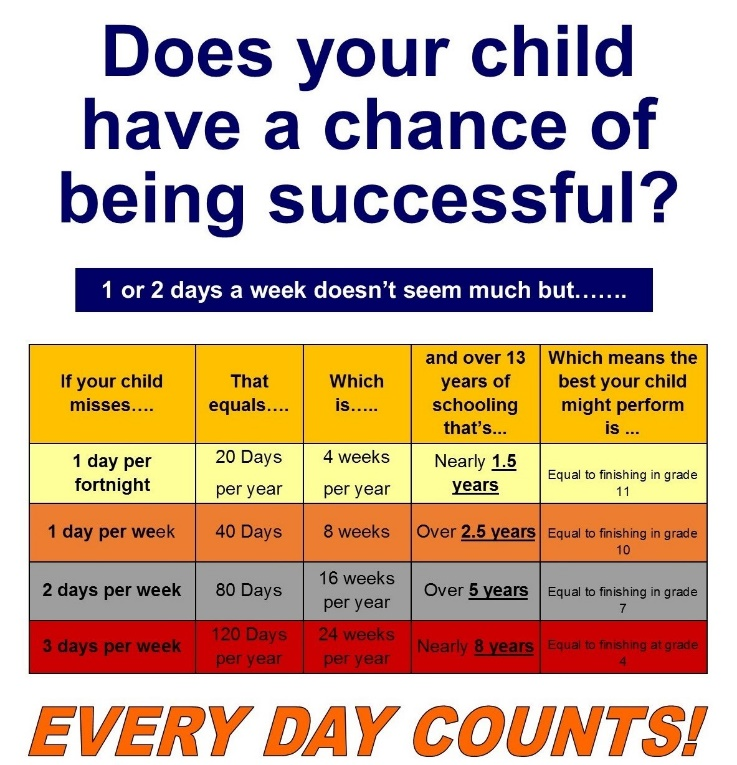 Does your child
have a chance of
being successful?
1 or 2 days a week doesn't seem much but…….
If your child
misses….
That
equals….
Which
is…..
and over 13
years of
schooling
that's...
Which means the
best your child
might perform
is ...
1 day per
fortnight
20 Days
per year
4 weeks
per year
Nearly 1.5
years
Equal to finishing in grade
11
1 day per week
40 Days
8 weeks
Over 2.5 years
Equal to finishing in grade
10
2 days per week
80 Days
16 weeks
per year
Over 5 years
Equal to finishing in grade
7
3 days per week
120 Days
per year
24 weeks
per year
Nearly 8 years
Equal to finishing at grade
4
EVERY DAY COUNTS!